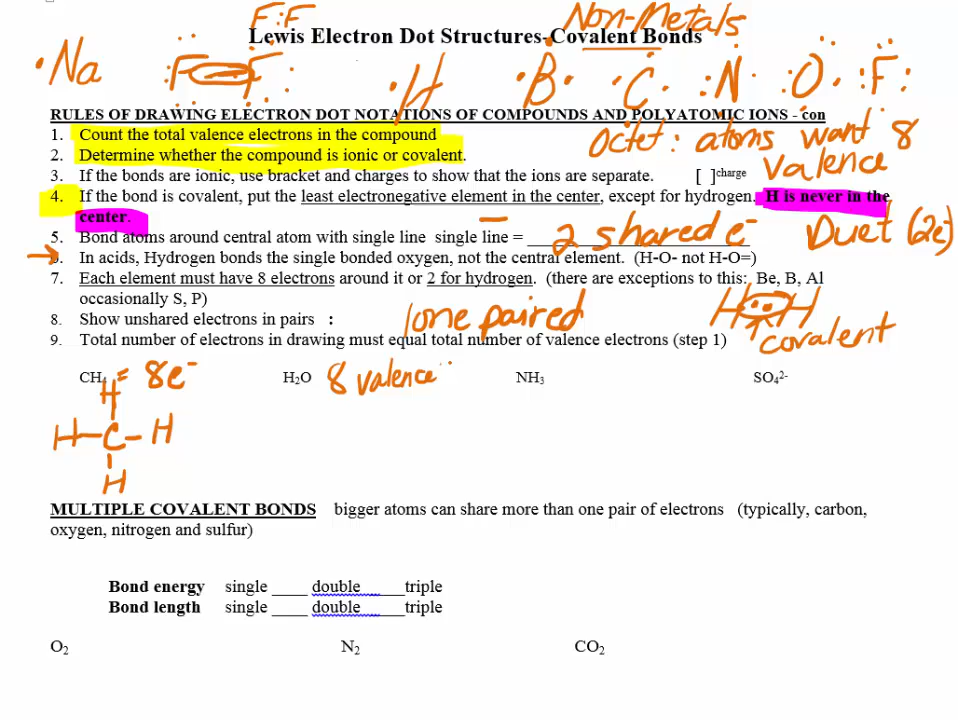 F:F Non-Metals
Lewis Electron Dot Structures-Covalent Bonds
·Na F F ·H B C N O F
RULES OF DRAWING ELECTRON DOT NOTATIONS OF COMPOUNDS AND POLYATOMIC IONS - con
1. Count the total valence electrons in the compound
Octet: atoms want 8
2. Determine whether the compound is ionic or covalent.
valence
3. If the bonds are ionic, use bracket and charges to show that the ions are separate. [ ]charge
4. If the bond is covalent, put the least electronegative element in the center, except for hydrogen. H is never in the
center.
5. Bond atoms around central atom with single line single line = 2 shared e-
Duet (2e)
6. In acids, Hydrogen bonds the single bonded oxygen, not the central element. (H-O- not H-O=)
7. Each element must have 8 electrons around it or 2 for hydrogen. (there are exceptions to this: Be, B, Al
occasionally S, P)
8. Show unshared electrons in pairs :
lone paired H:H
9. Total number of electrons in drawing must equal total number of valence electrons (step 1)
covalent
CH4 = 8e- H2O 8 valence NH3 SO4 2-
H
H-C-H
H
MULTIPLE COVALENT BONDS bigger atoms can share more than one pair of electrons (typically, carbon,
oxygen, nitrogen and sulfur)
Bond energy single ____ double ____triple
Bond length single ____ double ____triple
O2 N2 CO2